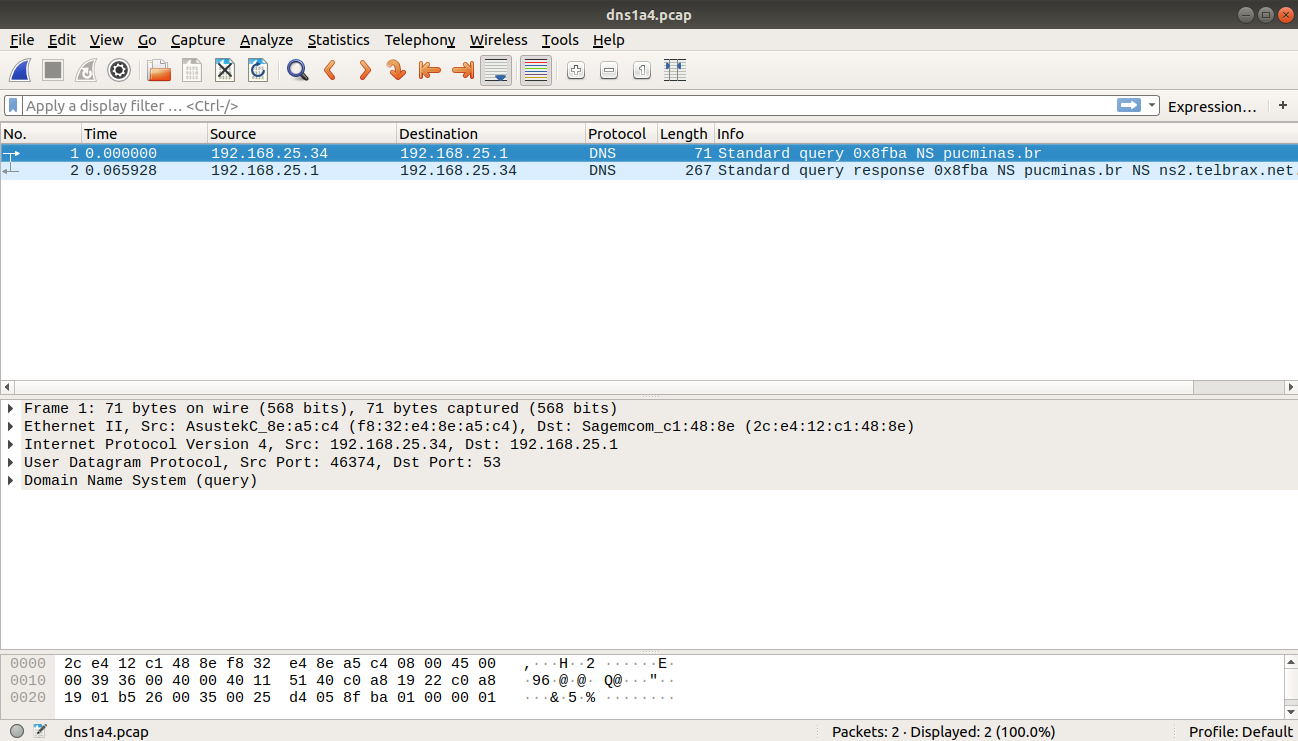 dns1a4.pcap
File Edit View Go Capture Analyze Statistics Telephony Wireless Tools Help
Apply a display filter … <Ctrl-/> Expression… +
No. Time Source Destination Protocol Length Info
1 0.000000 192.168.25.34 192.168.25.1 DNS 71 Standard query 0x8fba NS pucminas.br
2 0.065928 192.168.25.1 192.168.25.34 DNS 267 Standard query response 0x8fba NS pucminas.br NS ns2.telbrax.net.
Frame 1: 71 bytes on wire (568 bits), 71 bytes captured (568 bits)
Ethernet II, Src: AsustekC_8e:a5:c4 (f8:32:e4:8e:a5:c4), Dst: Sagemcom_c1:48:8e (2c:e4:12:c1:48:8e)
Internet Protocol Version 4, Src: 192.168.25.34, Dst: 192.168.25.1
User Datagram Protocol, Src Port: 46374, Dst Port: 53
Domain Name System (query)
0000 2c e4 12 c1 48 8e f8 32 e4 8e a5 c4 08 00 45 00 ,···H··2 ······E·
0010 00 39 36 00 40 00 40 11 51 40 c0 a8 19 22 c0 a8 ·96·@·@· Q@···"··
0020 19 01 b5 26 00 35 00 25 d4 05 8f ba 01 00 00 01 ···&·5·% ········
dns1a4.pcap Packets: 2 · Displayed: 2 (100.0%) Profile: Default